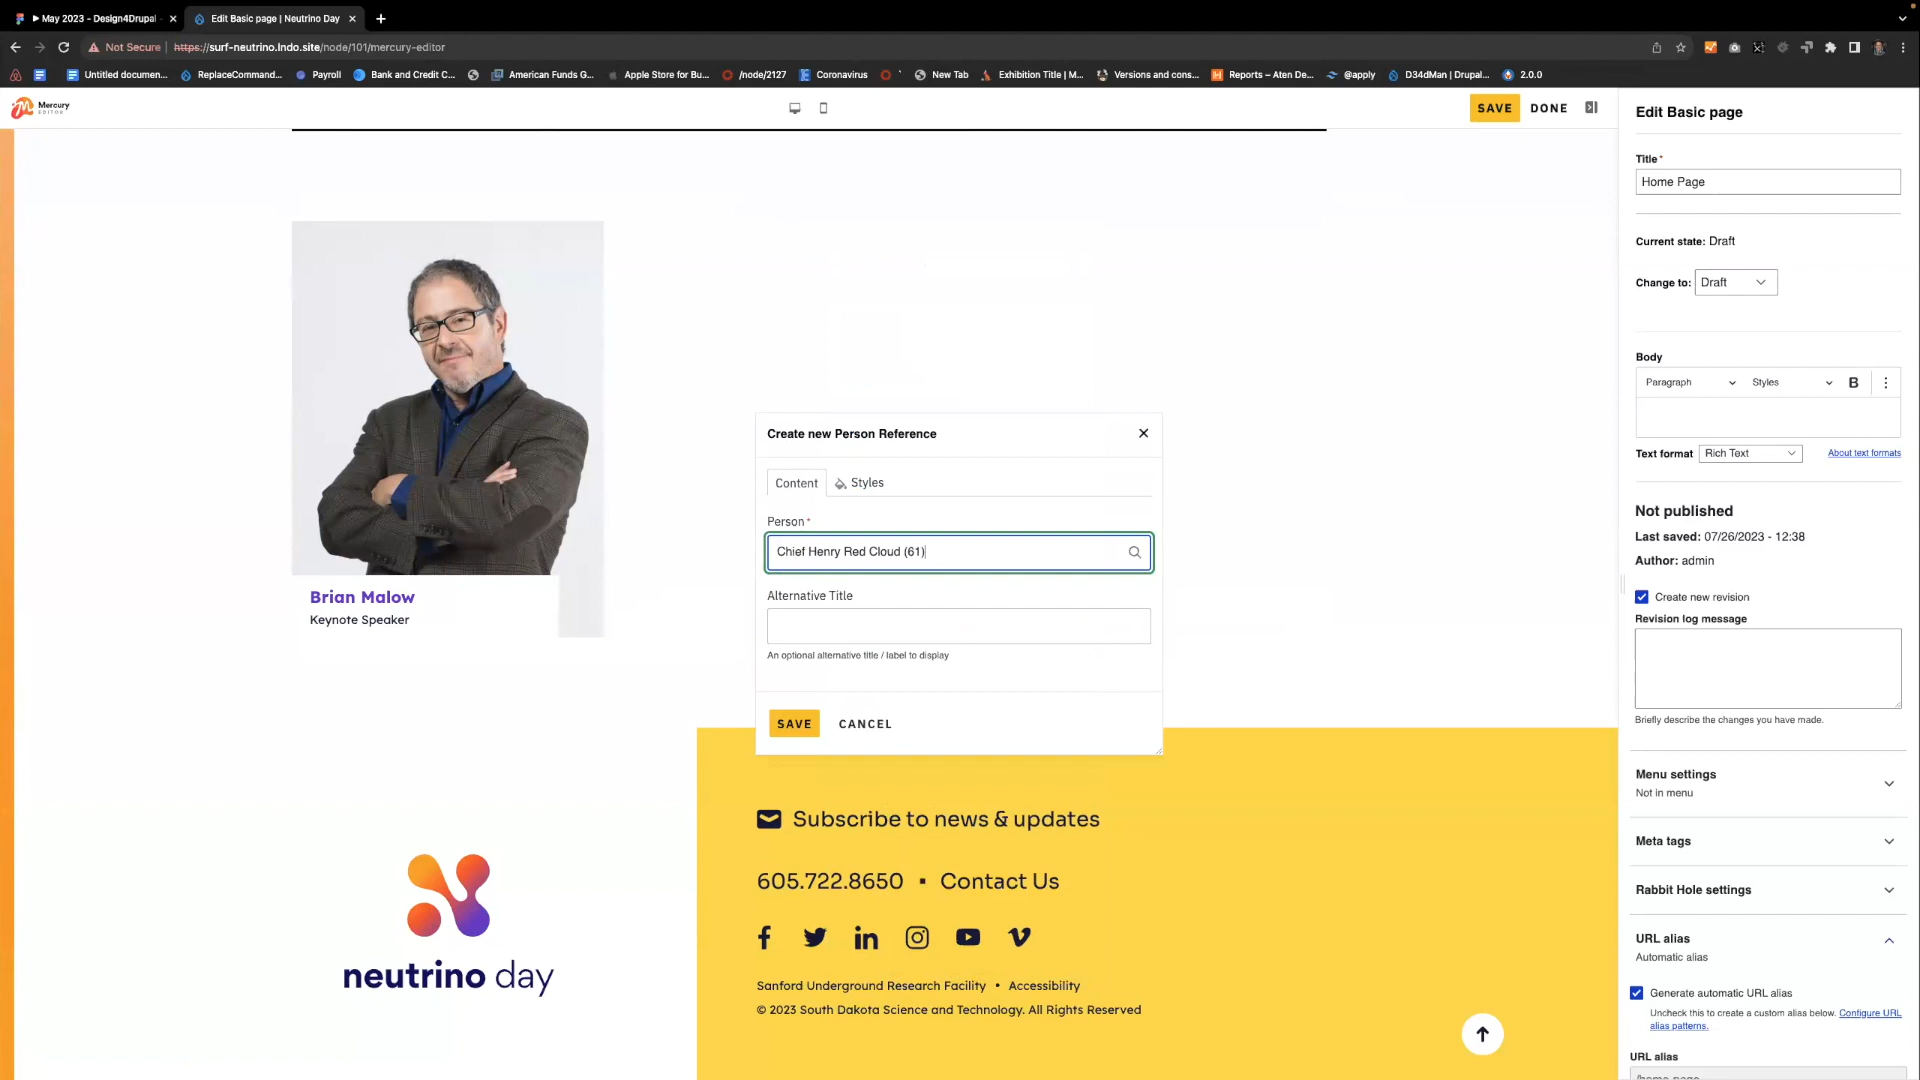 May 2023 - Design4Drupal
Edit Basic page | Neutrino Day
Not Secure
https://surf-neutrino.lndo.site/node/101/mercury-editor
Untitled documen...
ReplaceCommand...
Payroll
Bank and Credit C...
American Funds G...
Apple Store for Bu...
/node/2127
Coronavirus
New Tab
Exhibition Title | M...
Versions and cons...
Reports – Aten De...
@apply
D34dMan | Drupal...
2.0.0
Mercury
EDITOR
SAVE
DONE
Edit Basic page
Title*
Home Page
Current state: Draft
Change to: Draft
Body
Paragraph
Styles
B
Text format Rich Text
About text formats
Not published
Last saved: 07/26/2023 - 12:38
Author: admin
Create new revision
Revision log message
Briefly describe the changes you have made.
Menu settings
Not in menu
Meta tags
Rabbit Hole settings
URL alias
Automatic alias
Generate automatic URL alias
Uncheck this to create a custom alias below. Configure URL
alias patterns.
URL alias
/home-page
Brian Malow
Keynote Speaker
Create new Person Reference
Content
Styles
Person*
Chief Henry Red Cloud (61)
Alternative Title
An optional alternative title / label to display
SAVE
CANCEL
Subscribe to news & updates
605.722.8650 ▪ Contact Us
neutrino day
Sanford Underground Research Facility • Accessibility
© 2023 South Dakota Science and Technology. All Rights Reserved